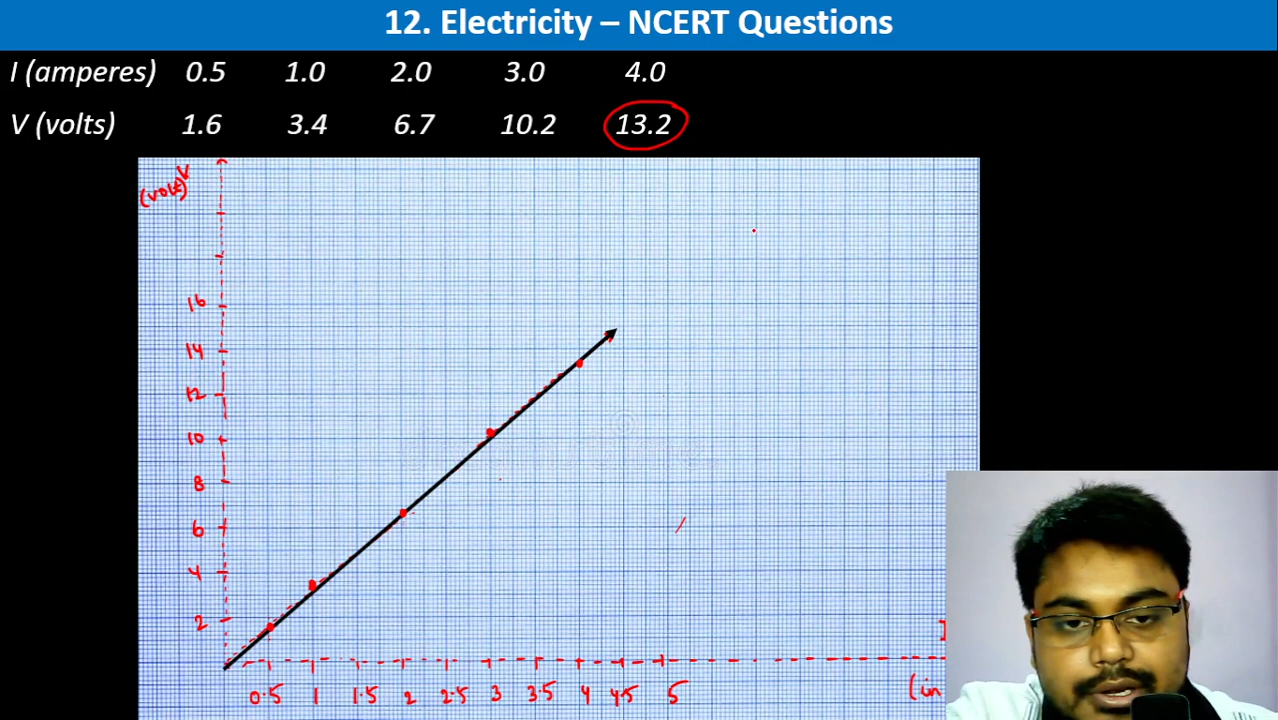 12. Electricity – NCERT Questions
I (amperes) 0.5 1.0 2.0 3.0 4.0
V (volts) 1.6 3.4 6.7 10.2 13.2
V
(volt)
16
14
12
10
8
6
4
2
I
0.5 1 1.5 2 2.5 3 3.5 4 4.5 5
(in